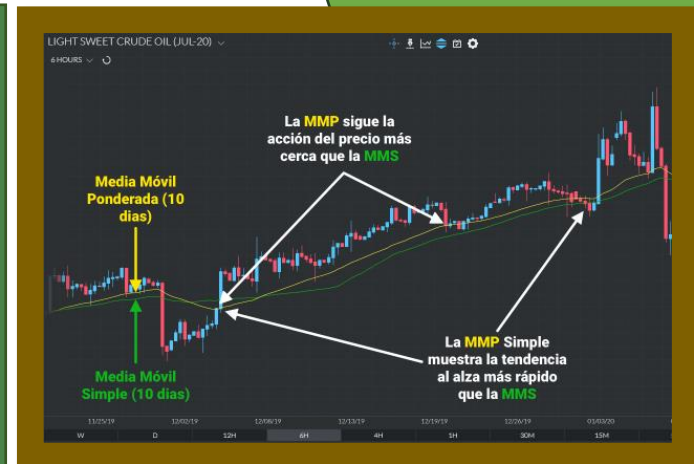 LIGHT SWEET CRUDE OIL (JUL-20)
6 HOURS
La MMP sigue la
acción del precio más
cerca que la MMS
Media Móvil
Ponderada (10
dias)
La MMP Simple
muestra la tendencia
al alza más rápido
que la MMS
Media Móvil
Simple (10 dias)
11/25/19 12/02/19 12/08/19 12/13/19 12/19/19 12/26/19 01/03/20
W D 12H 6H 4H 1H 30M 15M